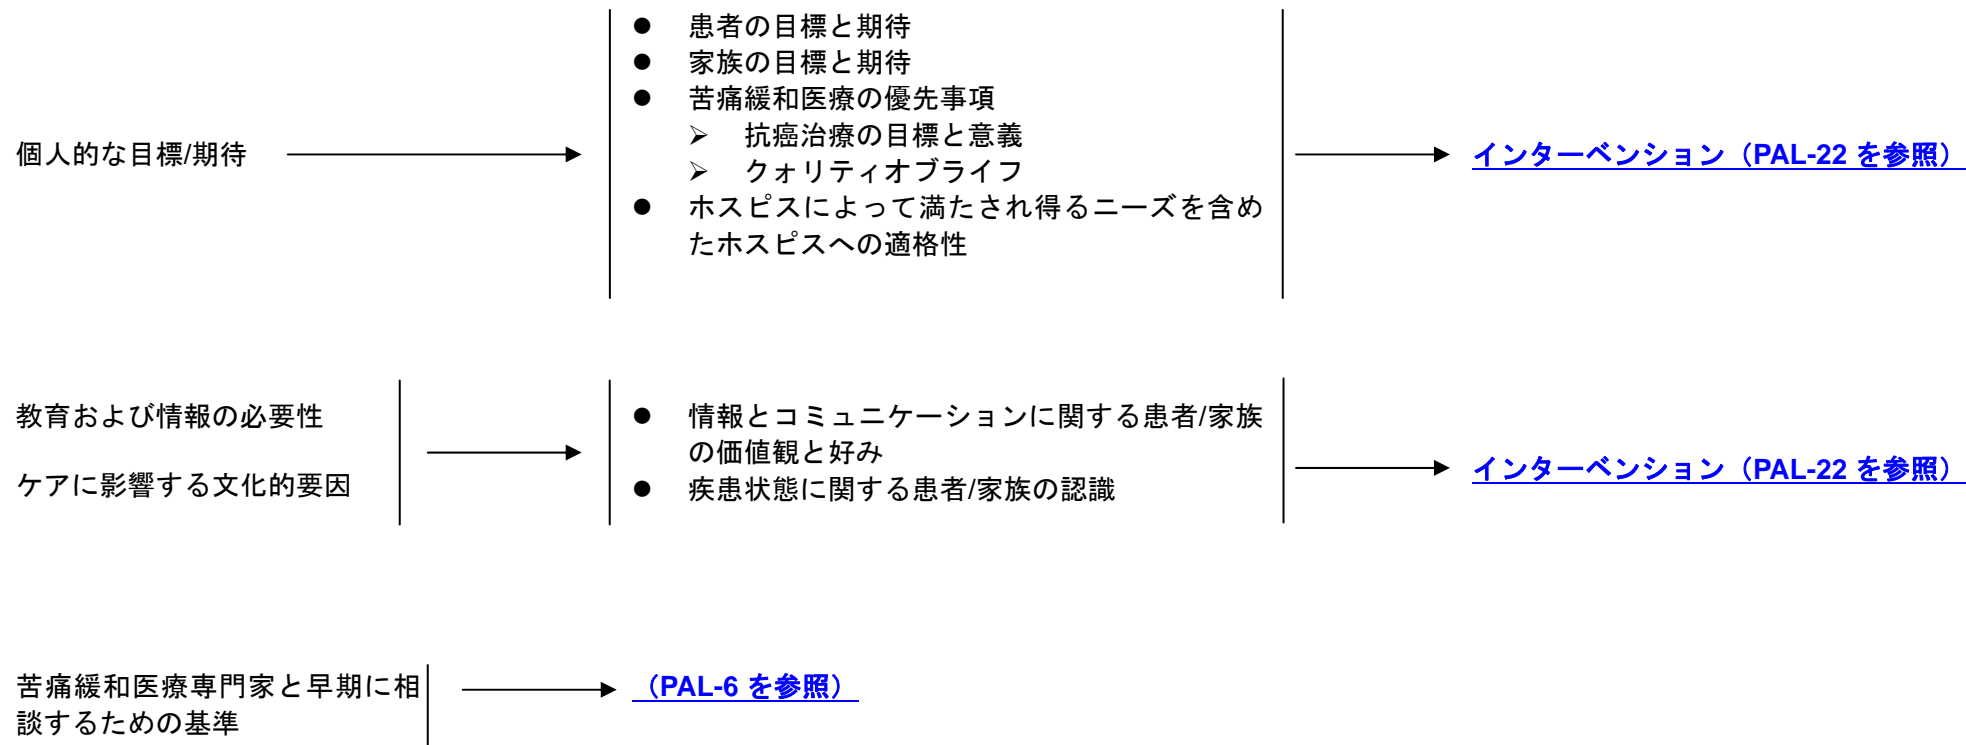 個人的な目標/期待
● 患者の目標と期待
● 家族の目標と期待
● 苦痛緩和医療の優先事項
➢ 抗癌治療の目標と意義
➢ クォリティオブライフ
● ホスピスによって満たされ得るニーズを含め
たホスピスへの適格性
インターベンション（PAL-22 を参照）
教育および情報の必要性
ケアに影響する文化的要因
● 情報とコミュニケーションに関する患者/家族
の価値観と好み
● 疾患状態に関する患者/家族の認識
インターベンション（PAL-22 を参照）
苦痛緩和医療専門家と早期に相
談するための基準
（PAL-6 を参照）